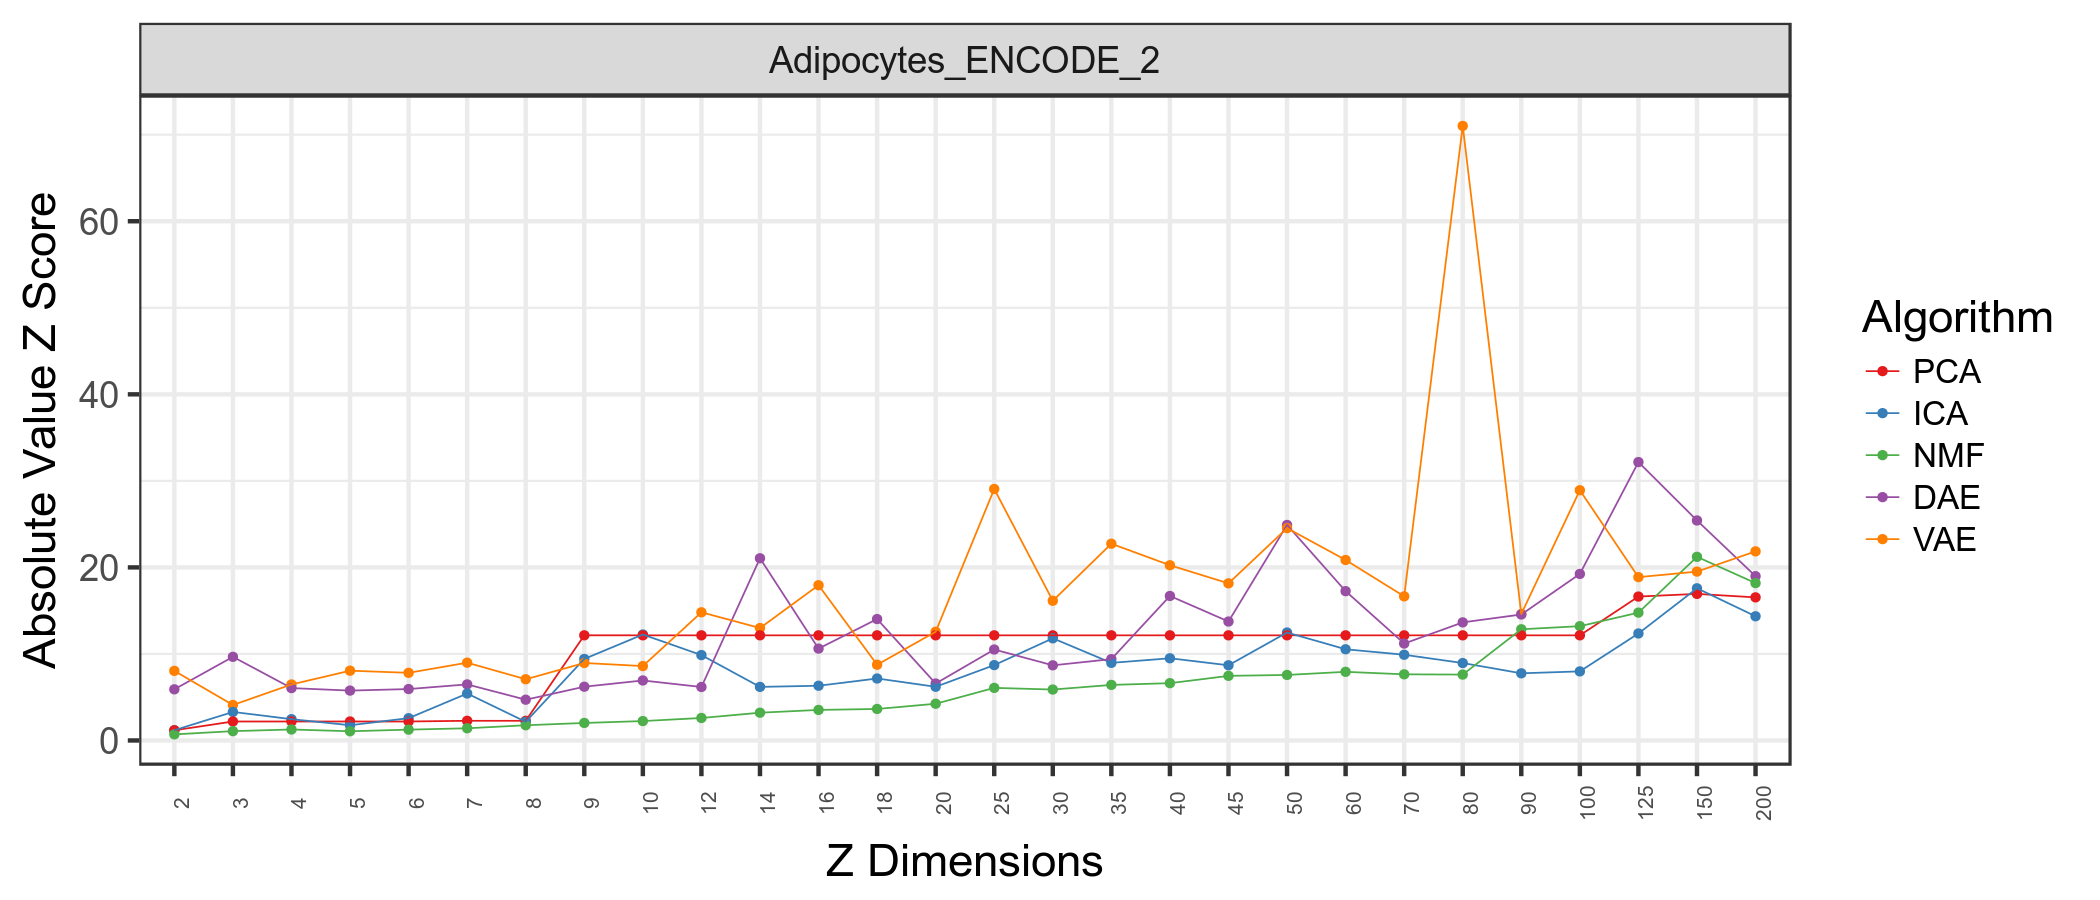 Adipocytes_ENCODE_2
Absolute Value Z Score
60
40
20
0
2 3 4 5 6 7 8 9 10 12 14 16 18 20 25 30 35 40 45 50 60 70 80 90 100 125 150 200
Z Dimensions
Algorithm
PCA
ICA
NMF
DAE
VAE